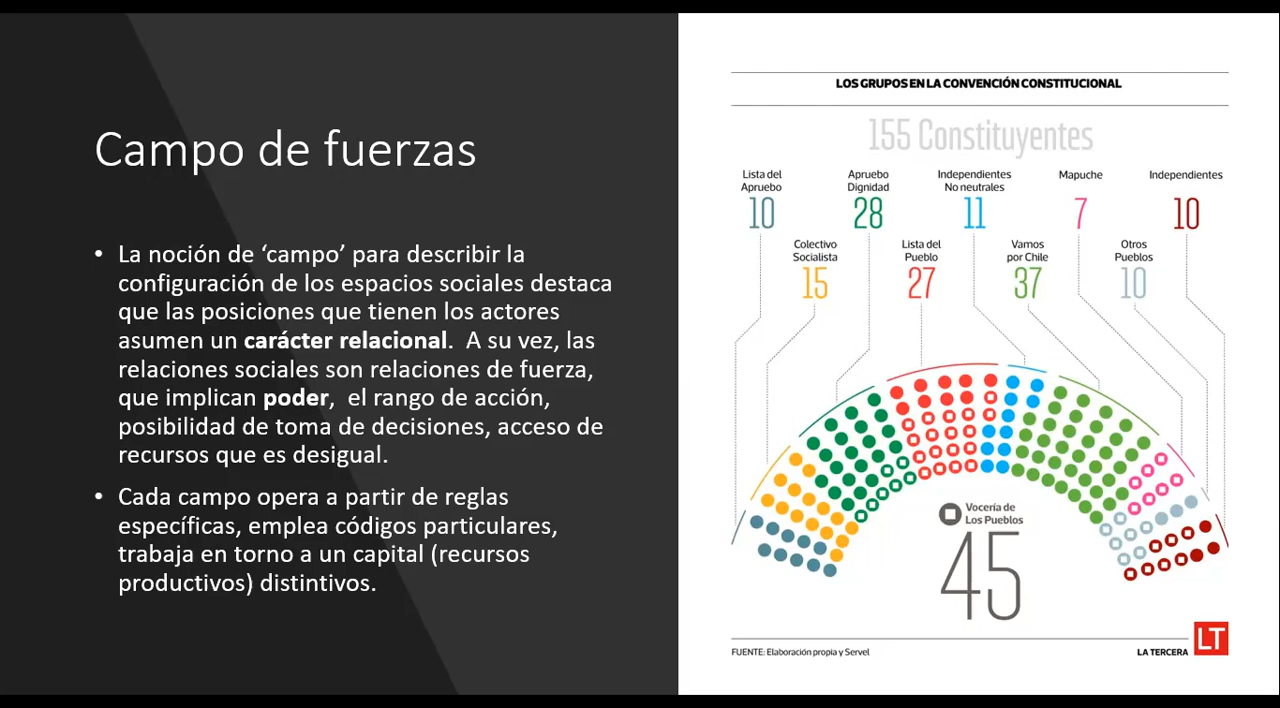 Campo de fuerzas
• La noción de ‘campo’ para describir la
configuración de los espacios sociales destaca
que las posiciones que tienen los actores
asumen un carácter relacional.  A su vez, las
relaciones sociales son relaciones de fuerza,
que implican poder,  el rango de acción,
posibilidad de toma de decisiones, acceso de
recursos que es desigual.
• Cada campo opera a partir de reglas
específicas, emplea códigos particulares,
trabaja en torno a un capital (recursos
productivos) distintivos.
LOS GRUPOS EN LA CONVENCIÓN CONSTITUCIONAL
155 Constituyentes
Lista del
Apruebo
10
Apruebo
Dignidad
28
Independientes
No neutrales
11
Mapuche
7
Independientes
10
Colectivo
Socialista
15
Lista del
Pueblo
27
Vamos
por Chile
37
Otros
Pueblos
10
Vocería de
Los Pueblos
45
FUENTE: Elaboración propia y Servel
LA TERCERA
LT